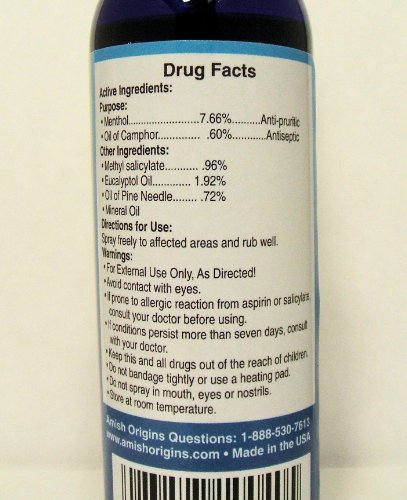 Drug Facts
Active Ingredients:
Purpose:
• Menthol......................7.66%............Anti-pruritic
• Oil of Camphor........... .60%............Antiseptic
Other Ingredients:
• Methyl salicylate........... .96%
• Eucalyptol Oil............ 1.92%
• Oil of Pine Needle........ .72%
• Mineral Oil
Directions for Use:
Spray freely to affected areas and rub well.
Warnings:
• For External Use Only, As Directed!
• Avoid contact with eyes.
• If prone to allergic reaction from aspirin or salicylate,
consult your doctor before using.
• If conditions persist more than seven days, consult
with your doctor.
• Keep this and all drugs out of the reach of children.
• Do not bandage tightly or use a heating pad.
• Do not spray in mouth, eyes or nostrils.
• Store at room temperature.
Amish Origins Questions: 1-888-530-7613
www.amishorigins.com • Made in the USA